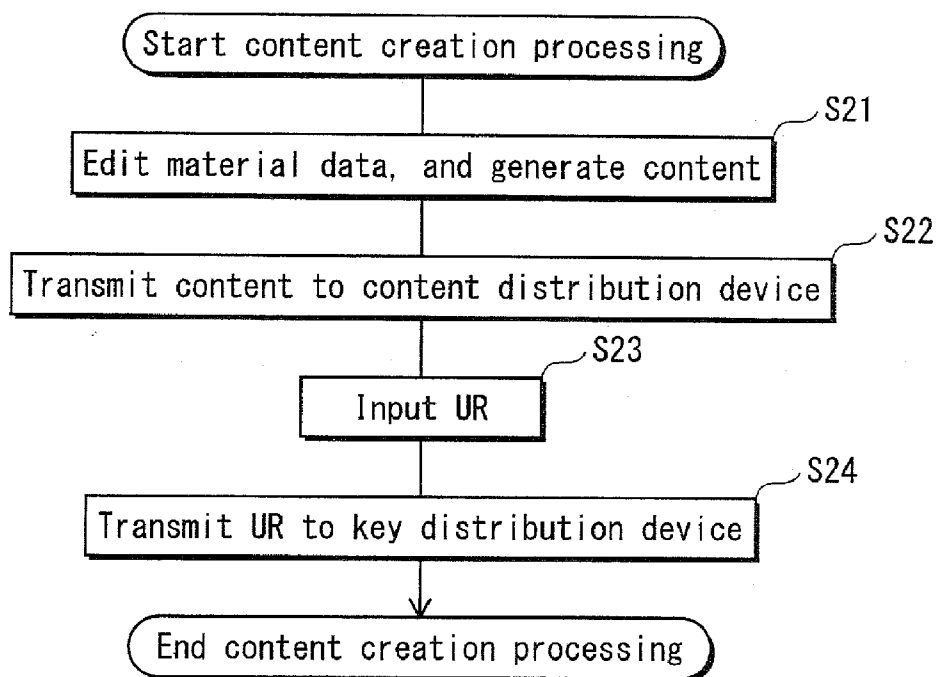 Start content creation processing
S21
Edit material data, and generate content
S22
Transmit content to content distribution device
S23
Input UR
S24
Transmit UR to key distribution device
End content creation processing